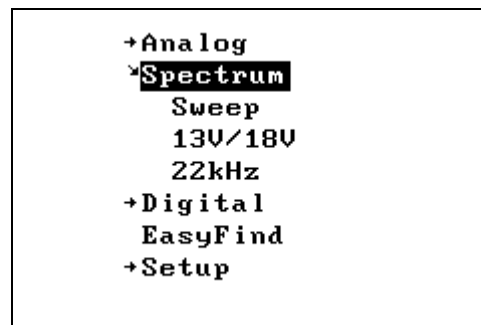 →Analog
↘Spectrum
Sweep
13V/18V
22kHz
→Digital
EasyFind
→Setup